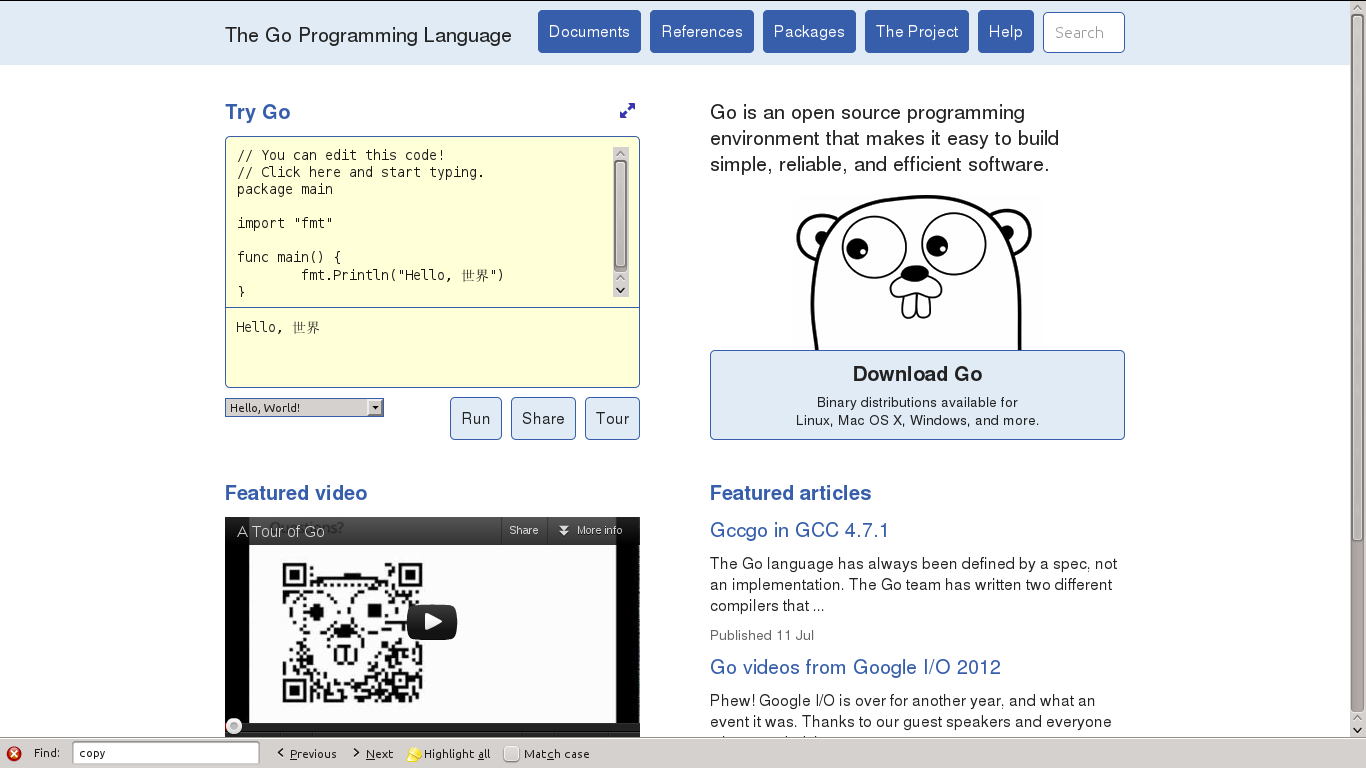 The Go Programming Language
Documents
References
Packages
The Project
Help
Search
Try Go
// You can edit this code!
// Click here and start typing.
package main
import "fmt"
func main() {
fmt.Println("Hello, 世界")
}
Hello, 世界
Hello, World!
Run
Share
Tour
Go is an open source programming
environment that makes it easy to build
simple, reliable, and efficient software.
Download Go
Binary distributions available for
Linux, Mac OS X, Windows, and more.
Featured video
A Tour of Go
Share
More info
Featured articles
Gccgo in GCC 4.7.1
The Go language has always been defined by a spec, not
an implementation. The Go team has written two different
compilers that ...
Published 11 Jul
Go videos from Google I/O 2012
Phew! Google I/O is over for another year, and what an
event it was. Thanks to our guest speakers and everyone
Find:
copy
Previous
Next
Highlight all
Match case